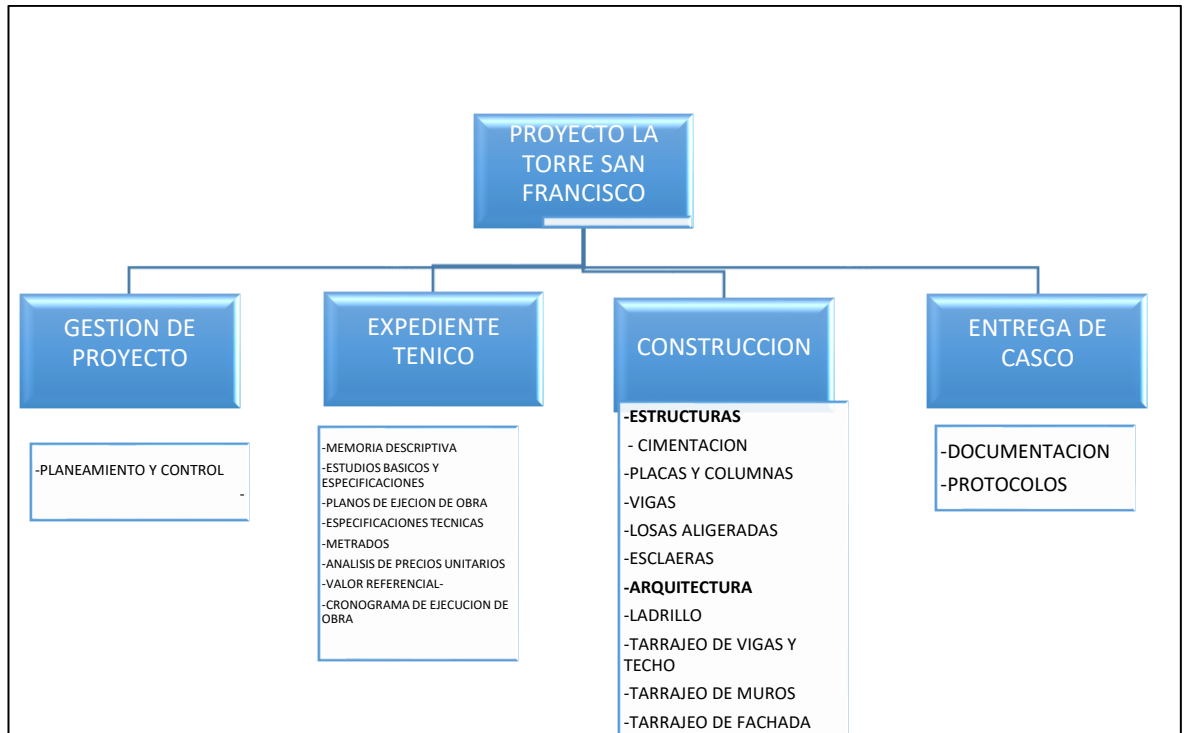 PROYECTO LA
TORRE SAN
FRANCISCO
GESTION DE
PROYECTO
-PLANEAMIENTO Y CONTROL
-
EXPEDIENTE
TENICO
-MEMORIA DESCRIPTIVA
-ESTUDIOS BASICOS Y
ESPECIFICACIONES
-PLANOS DE EJECION DE OBRA
-ESPECIFICACIONES TECNICAS
-METRADOS
-ANALISIS DE PRECIOS UNITARIOS
-VALOR REFERENCIAL-
-CRONOGRAMA DE EJECUCION DE
OBRA
CONSTRUCCION
-ESTRUCTURAS
- CIMENTACION
-PLACAS Y COLUMNAS
-VIGAS
-LOSAS ALIGERADAS
-ESCLAERAS
-ARQUITECTURA
-LADRILLO
-TARRAJEO DE VIGAS Y
TECHO
-TARRAJEO DE MUROS
-TARRAJEO DE FACHADA
ENTREGA DE
CASCO
-DOCUMENTACION
-PROTOCOLOS